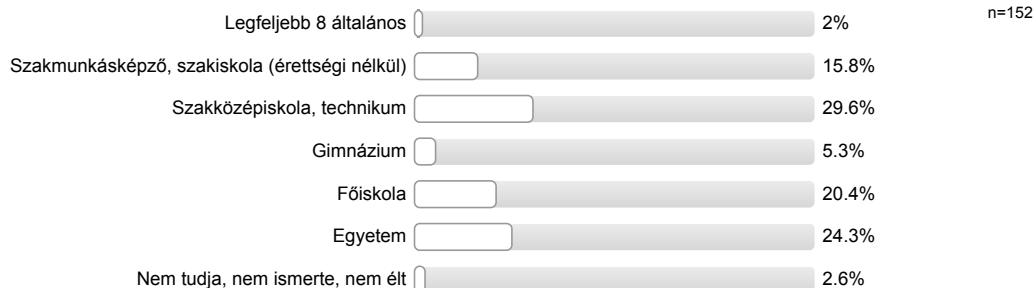 Legfeljebb 8 általános 2% n=152
Szakmunkásképző, szakiskola (érettségi nélkül) 15.8%
Szakközépiskola, technikum 29.6%
Gimnázium 5.3%
Főiskola 20.4%
Egyetem 24.3%
Nem tudja, nem ismerte, nem élt 2.6%